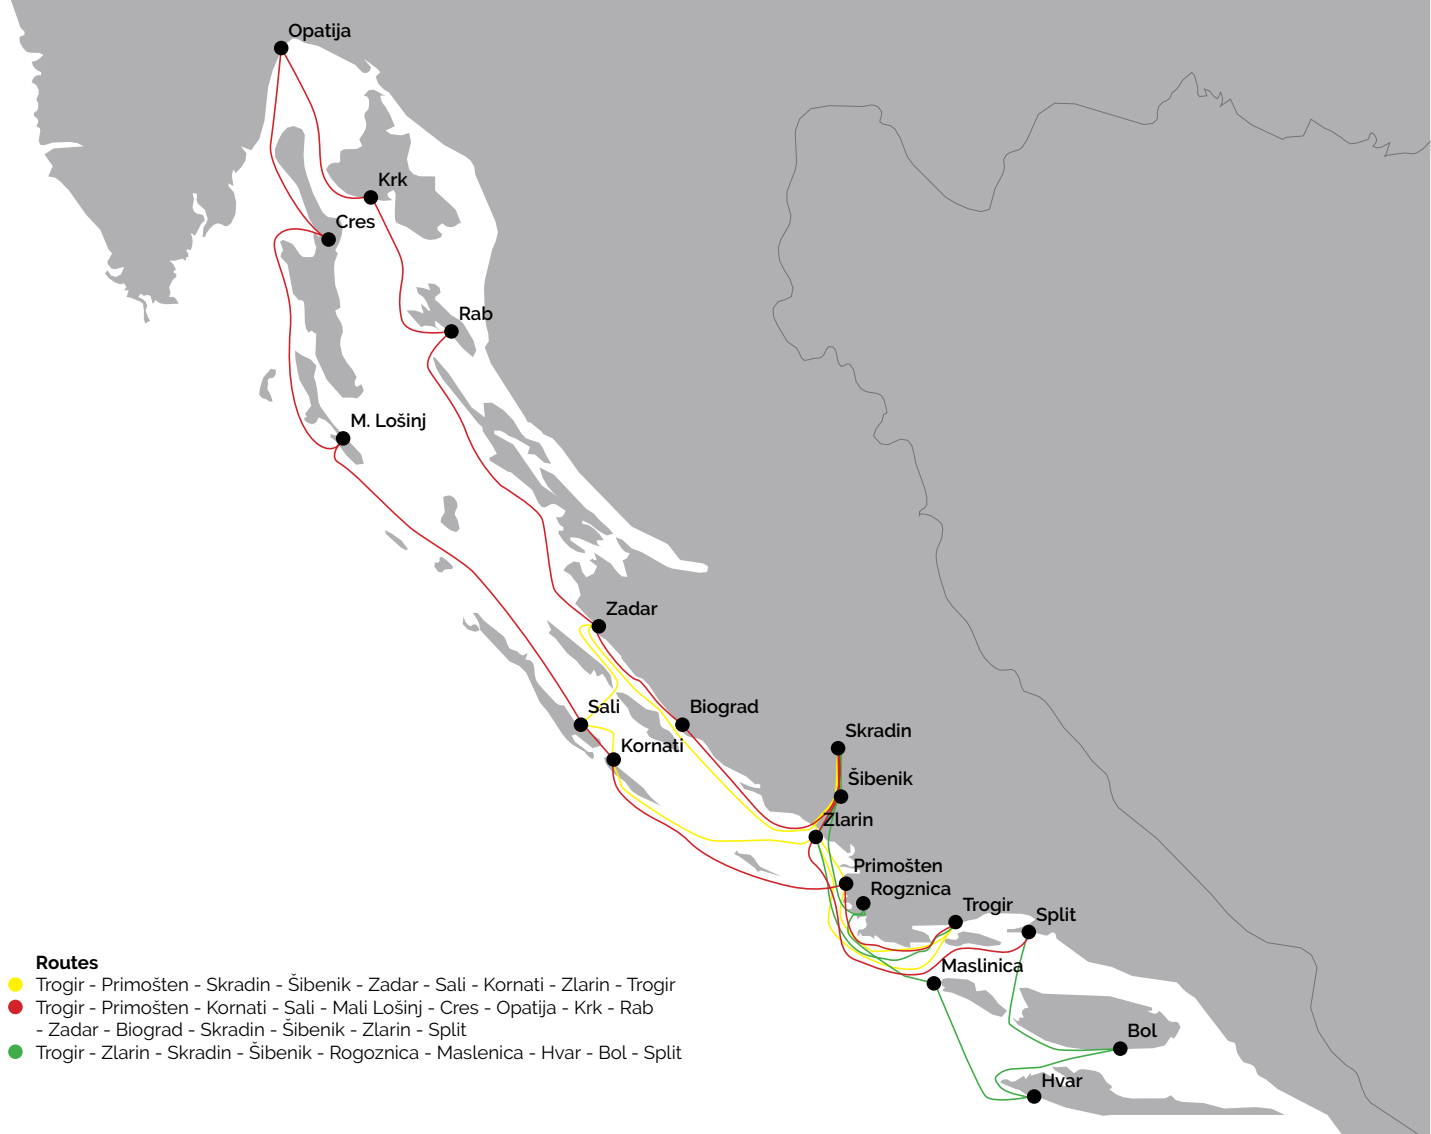 Opatija
Krk
Cres
Rab
M. Lošinj
Zadar
Sali
Biograd
Kornati
Skradin
Šibenik
Zlarin
Primošten
Rogznica
Trogir
Split
Maslinica
Bol
Hvar
Routes
Trogir - Primošten - Skradin - Šibenik - Zadar - Sali - Kornati - Zlarin - Trogir
Trogir - Primošten - Kornati - Sali - Mali Lošinj - Cres - Opatija - Krk - Rab
- Zadar - Biograd - Skradin - Šibenik - Zlarin - Split
Trogir - Zlarin - Skradin - Šibenik - Rogoznica - Maslenica - Hvar - Bol - Split